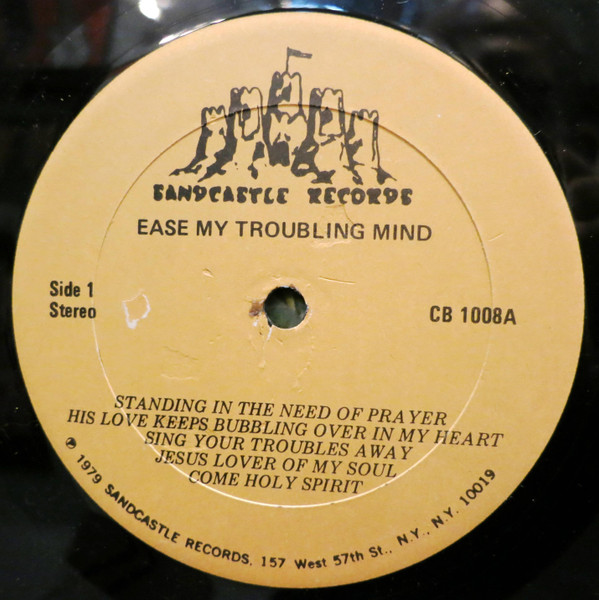 SANDCASTLE RECORDS
EASE MY TROUBLING MIND
Side 1
Stereo
CB 1008A
STANDING IN THE NEED OF PRAYER
HIS LOVE KEEPS BUBBLING OVER IN MY HEART
SING YOUR TROUBLES AWAY
JESUS LOVER OF MY SOUL
COME HOLY SPIRIT
℗ 1979 SANDCASTLE RECORDS, 157 West 57th St., N.Y., N.Y. 10019